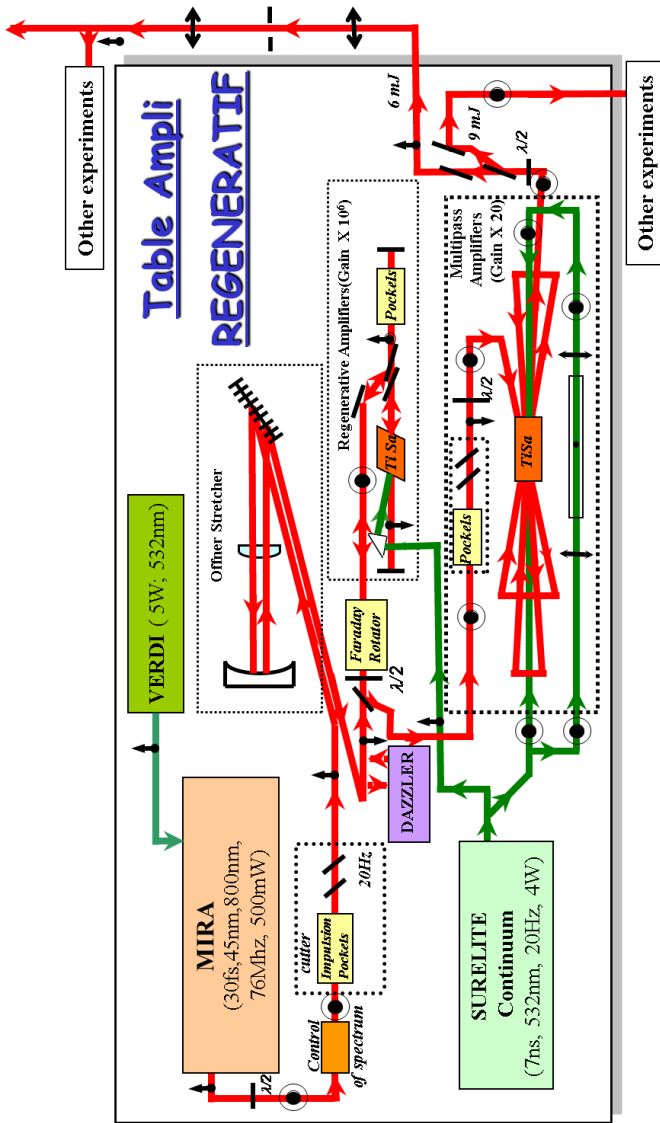 Table Ampli
REGENERATIF
Other experiments
6 mJ
9 mJ
λ/2
Other experiments
VERDI ( 5W; 532nm)
Offner Stretcher
Regenerative Amplifiers(Gain X 10⁶)
Pockels
Ti Sa
Multipass
Amplifiers
(Gain X 20)
λ/2
Pockels
TiSa
Faraday
Rotator
λ/2
DAZZLER
MIRA
(30fs,45nm,800nm,
76Mhz, 500mW)
20Hz
cutter
Impulsion
Pockels
Control
of spectrum
λ/2
SURELITE
Continuum
(7ns, 532nm, 20Hz, 4W)